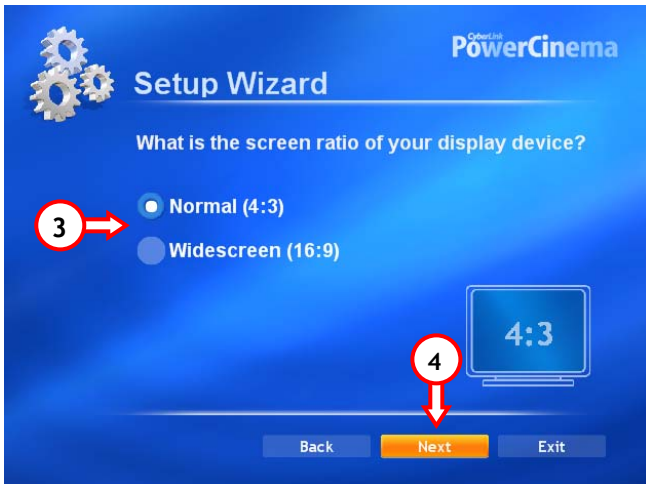 CyberLink
PowerCinema
Setup Wizard
What is the screen ratio of your display device?
Normal (4:3)
3
Widescreen (16:9)
4:3
4
Back Next Exit